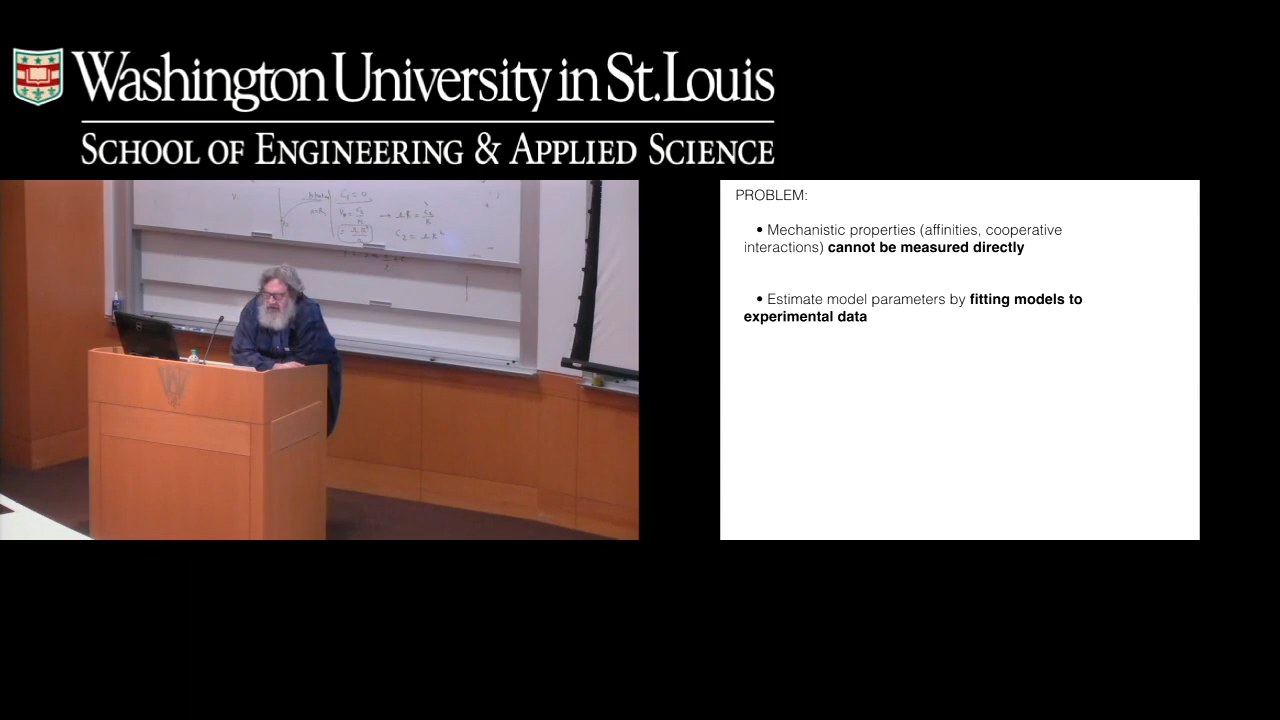 Washington University in St. Louis
SCHOOL OF ENGINEERING & APPLIED SCIENCE
PROBLEM:
• Mechanistic properties (affinities, cooperative
interactions) cannot be measured directly
• Estimate model parameters by fitting models to
experimental data